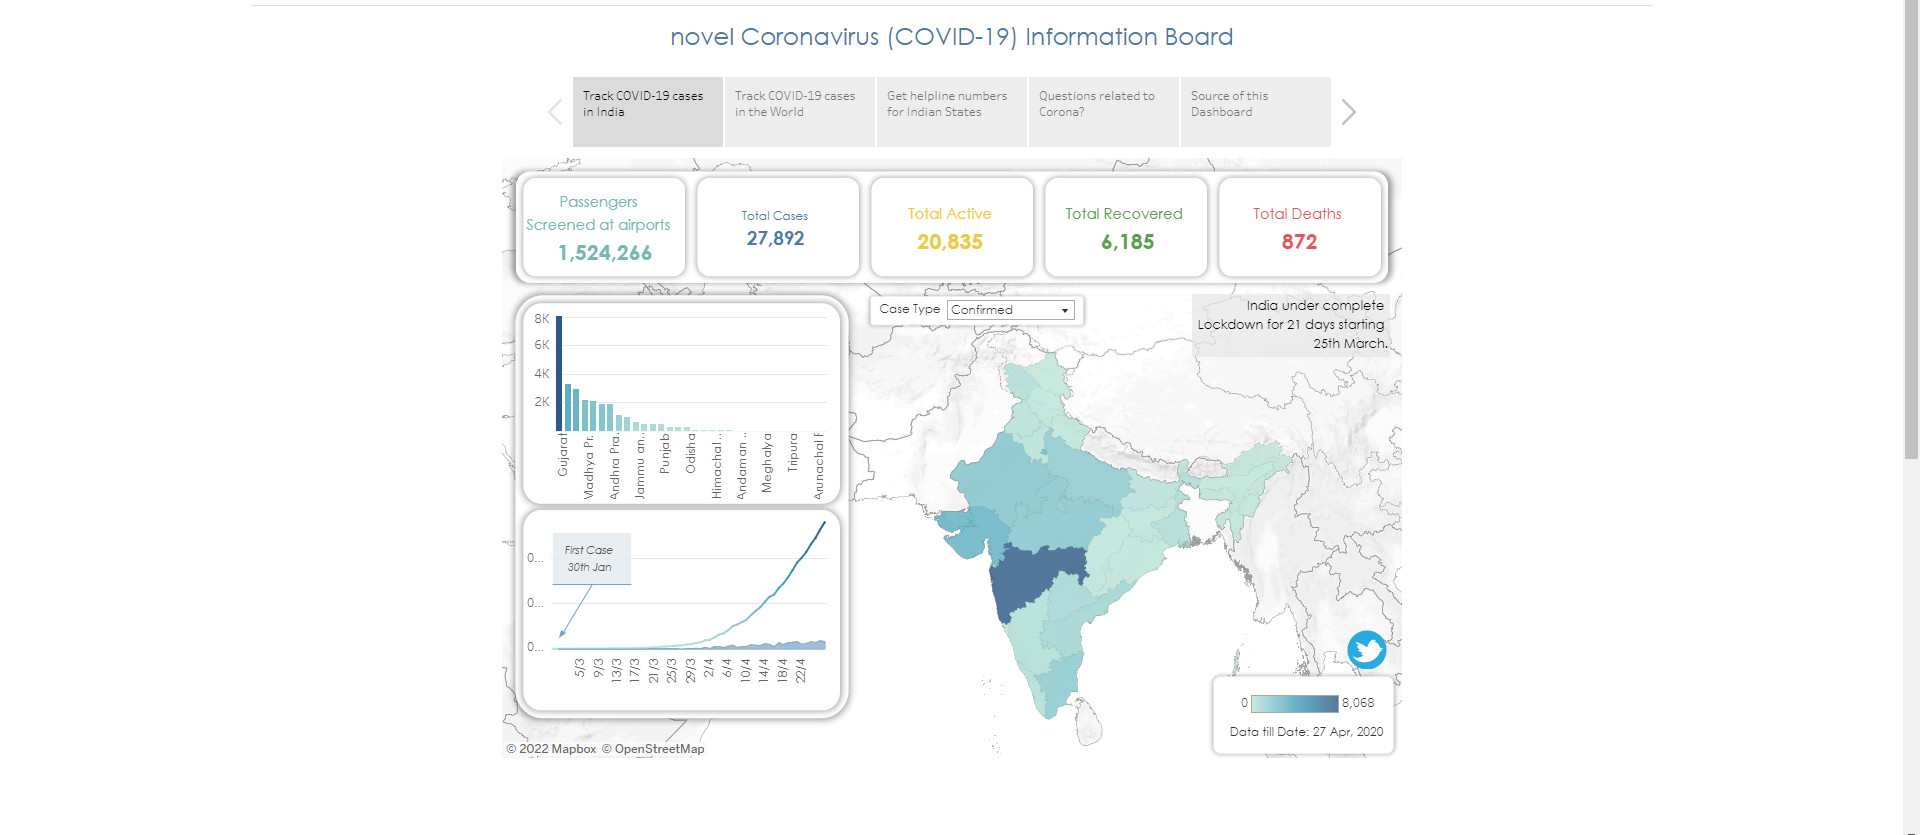 novel Coronavirus (COVID-19) Information Board
Track COVID-19 cases
in India
Track COVID-19 cases
in the World
Get helpline numbers
for Indian States
Questions related to
Corona?
Source of this
Dashboard
Passengers
Screened at airports
1,524,266
Total Cases
27,892
Total Active
20,835
Total Recovered
6,185
Total Deaths
872
Case Type Confirmed
India under complete
Lockdown for 21 days starting
25th March.
8K
6K
4K
2K
Gujarat
Madhya Pr.
Andhra Pra.
Jammu an..
Punjab
Odisha
Himachal ..
Andaman ..
Meghalya
Tripura
Arunachal
First Case
30th Jan
0...
0...
0...
5/3
9/3
13/3
17/3
21/3
25/3
29/3
2/4
6/4
10/4
14/4
18/4
22/4
0 8,068
Data till Date: 27 Apr, 2020
© 2022 Mapbox © OpenStreetMap